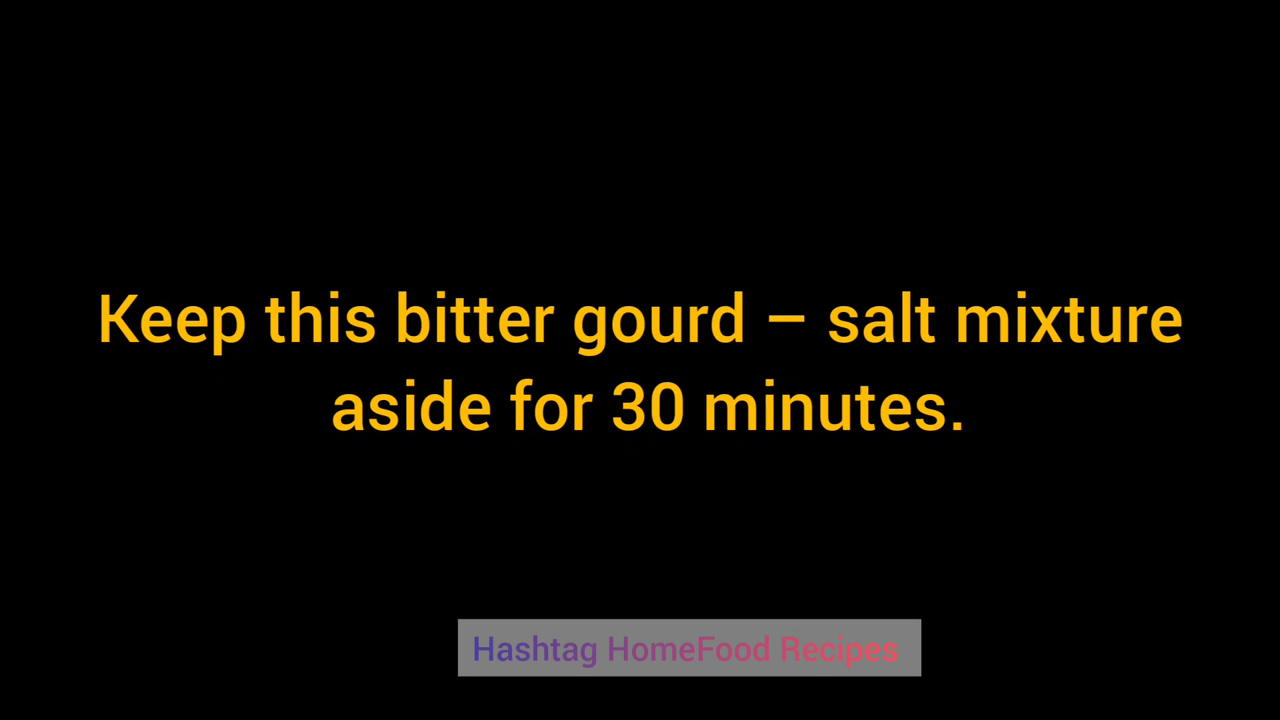 Keep this bitter gourd – salt mixture
aside for 30 minutes.
Hashtag HomeFood Recipes